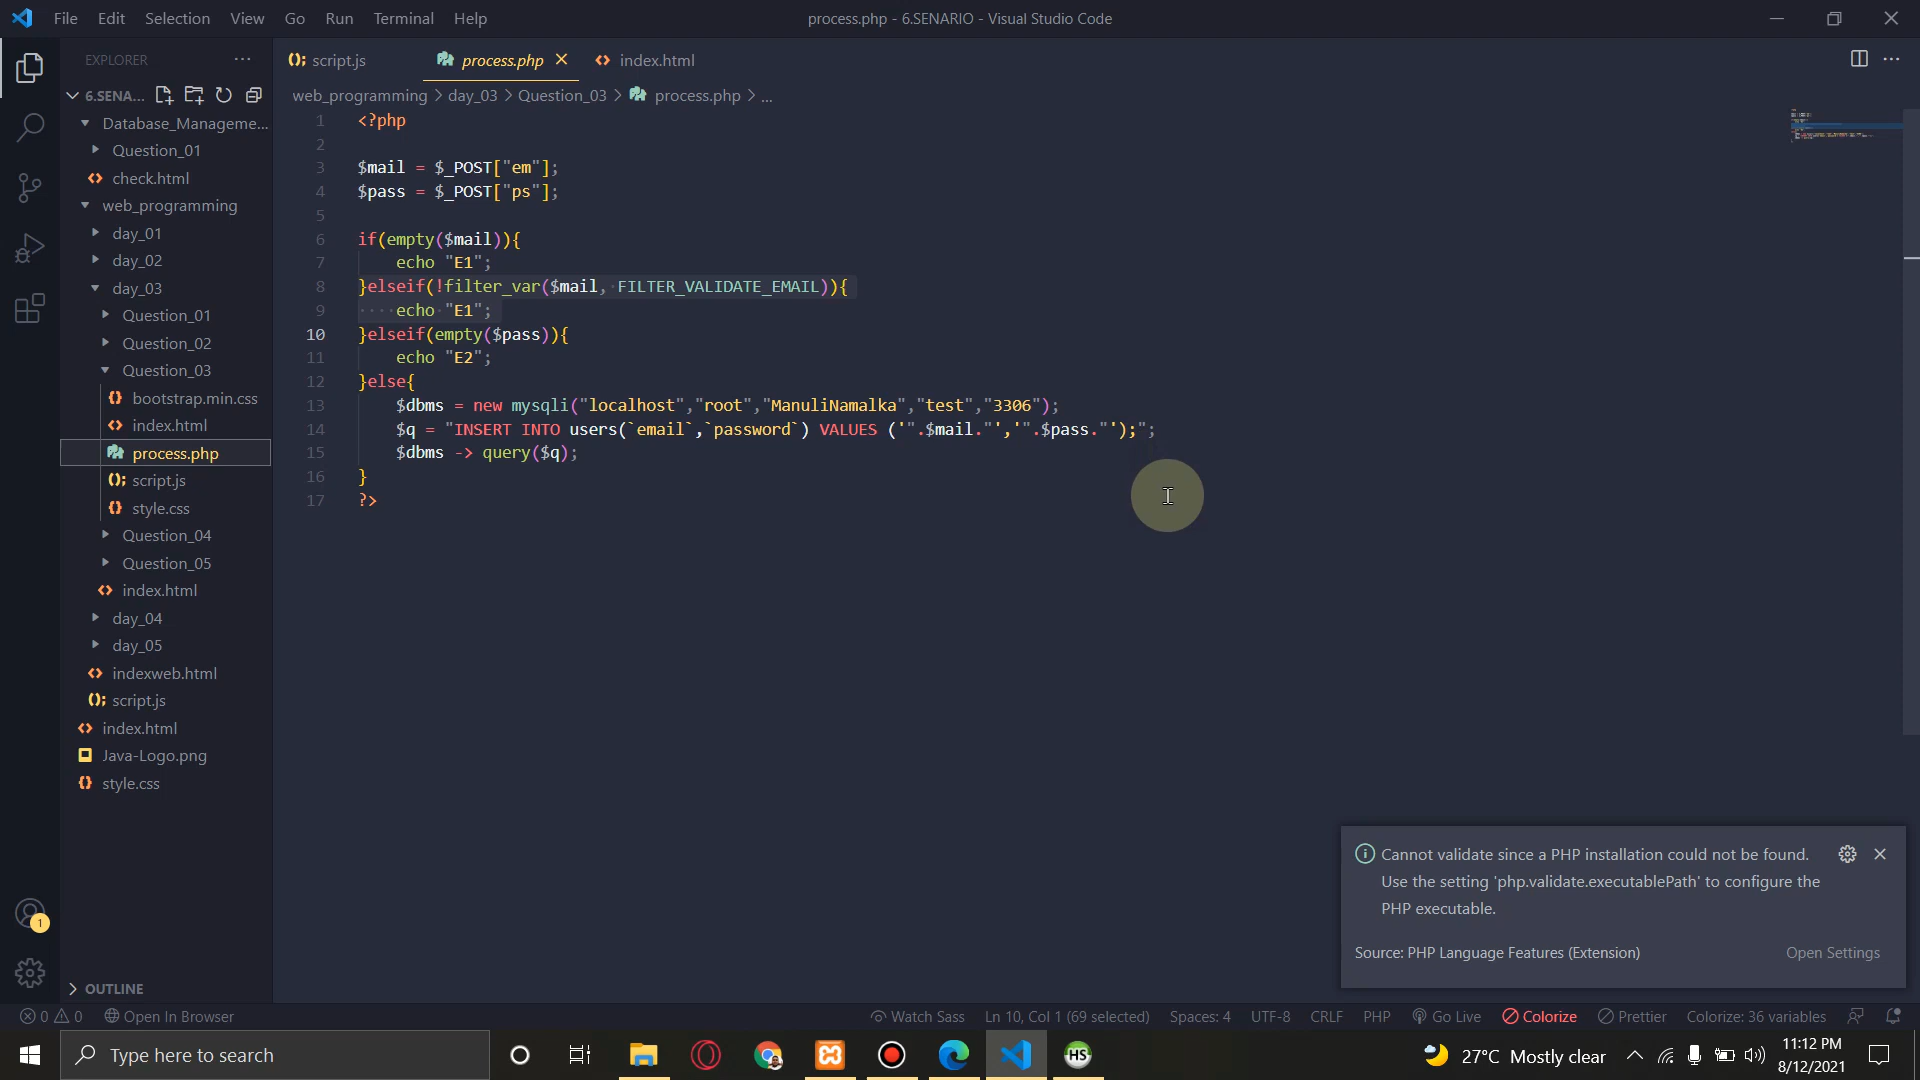 File Edit Selection View Go Run Terminal Help
process.php - 6.SENARIO - Visual Studio Code
EXPLORER
script.js
process.php
index.html
6.SENA...
web_programming > day_03 > Question_03 > process.php > ...
Database_Manageme...
Question_01
check.html
web_programming
day_01
day_02
day_03
Question_01
Question_02
Question_03
bootstrap.min.css
index.html
process.php
script.js
style.css
Question_04
Question_05
index.html
day_04
day_05
indexweb.html
script.js
index.html
Java-Logo.png
style.css
OUTLINE
1 <?php
2
3 $mail = $_POST["em"];
4 $pass = $_POST["ps"];
5
6 if(empty($mail)){
7 echo "E1";
8 }elseif(!filter_var($mail, FILTER_VALIDATE_EMAIL)){
9 echo "E1";
10 }elseif(empty($pass)){
11 echo "E2";
12 }else{
13 $dbms = new mysqli("localhost","root","ManuliNamalka","test","3306");
14 $q = "INSERT INTO users(`email`,`password`) VALUES ('".$mail."','".$pass."');";
15 $dbms -> query($q);
16 }
17 ?>
Cannot validate since a PHP installation could not be found.
Use the setting 'php.validate.executablePath' to configure the
PHP executable.
Source: PHP Language Features (Extension)
Open Settings
1
0 0 Open In Browser
Watch Sass
Ln 10, Col 1 (69 selected)
Spaces: 4
UTF-8
CRLF
PHP
Go Live
Colorize
Prettier
Colorize: 36 variables
Type here to search
HS
27°C Mostly clear
11:12 PM
8/12/2021